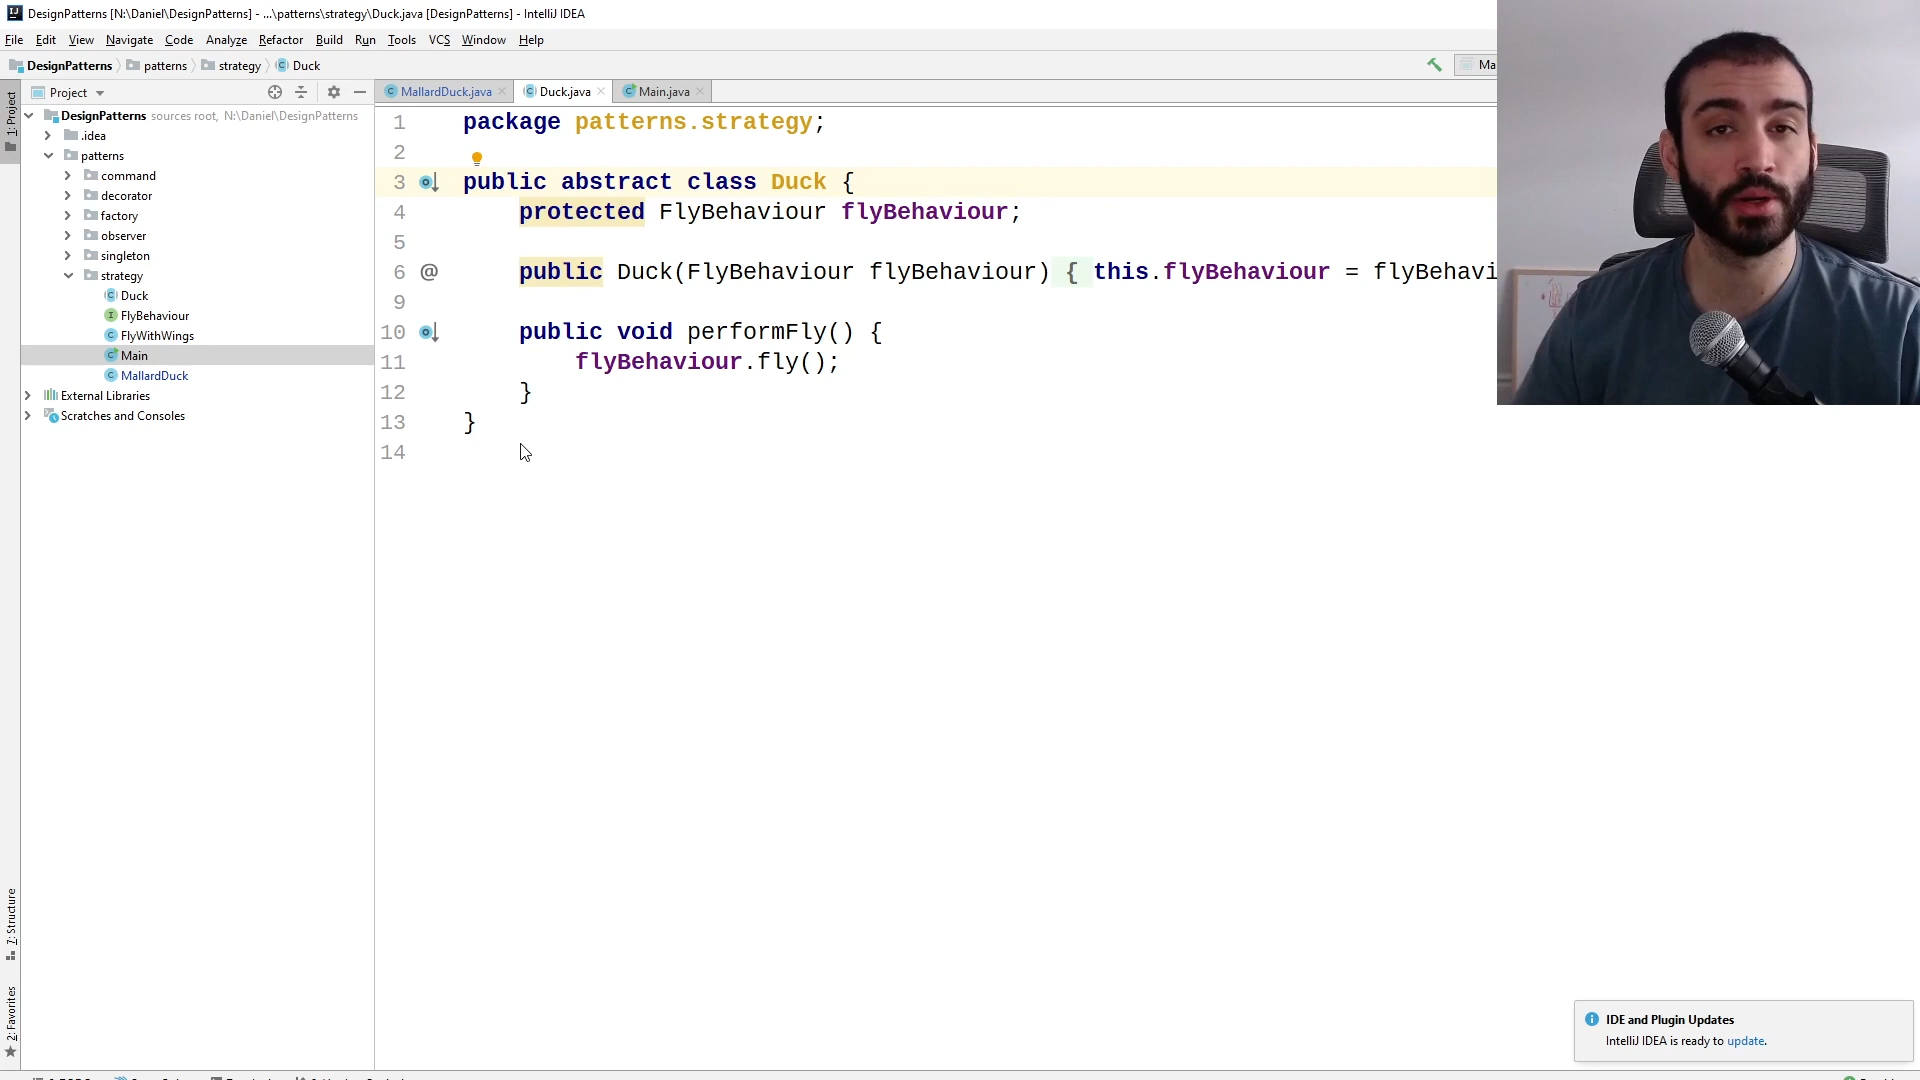 DesignPatterns [N:\Daniel\DesignPatterns] - ...\patterns\strategy\Duck.java [DesignPatterns] - IntelliJ IDEA
File Edit View Navigate Code Analyze Refactor Build Run Tools VCS Window Help
DesignPatterns patterns strategy Duck
Ma
1: Project
Project
DesignPatterns sources root, N:\Daniel\DesignPatterns
.idea
patterns
command
decorator
factory
observer
singleton
strategy
Duck
FlyBehaviour
FlyWithWings
Main
MallardDuck
External Libraries
Scratches and Consoles
7: Structure
2: Favorites
MallardDuck.java Duck.java Main.java
1 package patterns.strategy;
2
3 public abstract class Duck {
4 protected FlyBehaviour flyBehaviour;
5
6 @ public Duck(FlyBehaviour flyBehaviour) { this.flyBehaviour = flyBehavi
9
10 public void performFly() {
11 flyBehaviour.fly();
12 }
13 }
14
IDE and Plugin Updates
IntelliJ IDEA is ready to update.